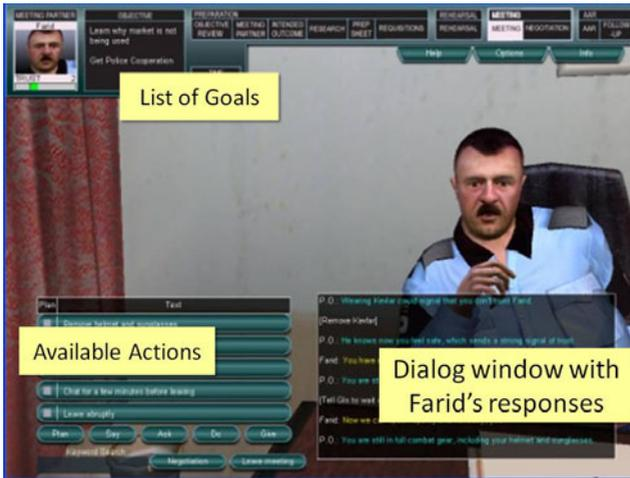 MEETING PARTNER
Farid
TRUST 2
OBJECTIVE
Learn why market is not
being used
Get Police Cooperation
PREPARATION
OBJECTIVE REVIEW
MEETING PARTNER
INTENDED OUTCOME
RESEARCH
PREP SHEET
REQUISITIONS
REHEARSAL
REHEARSAL
MEETING
MEETING
NEGOTIATION
AAR
AAR
FOLLOW-UP
Help
Options
Info
List of Goals
Plan
Text
Remove helmet and sunglasses
Available Actions
Chat for a few minutes before leaving
Leave abruptly
Plan
Say
Ask
Do
Give
Keyword Search
Negotiation
Leave meeting
P.O.: Wearing Kevlar could signal that you don't trust Farid.
[Remove Kevlar]
P.O.: He knows now you feel safe, which sends a strong signal of trust.
Farid: You have
P.O.: You are st
[Tell GIs to wait
Farid: Now we c
P.O.: You are still in full combat gear, including your helmet and sunglasses.
Dialog window with
Farid's responses